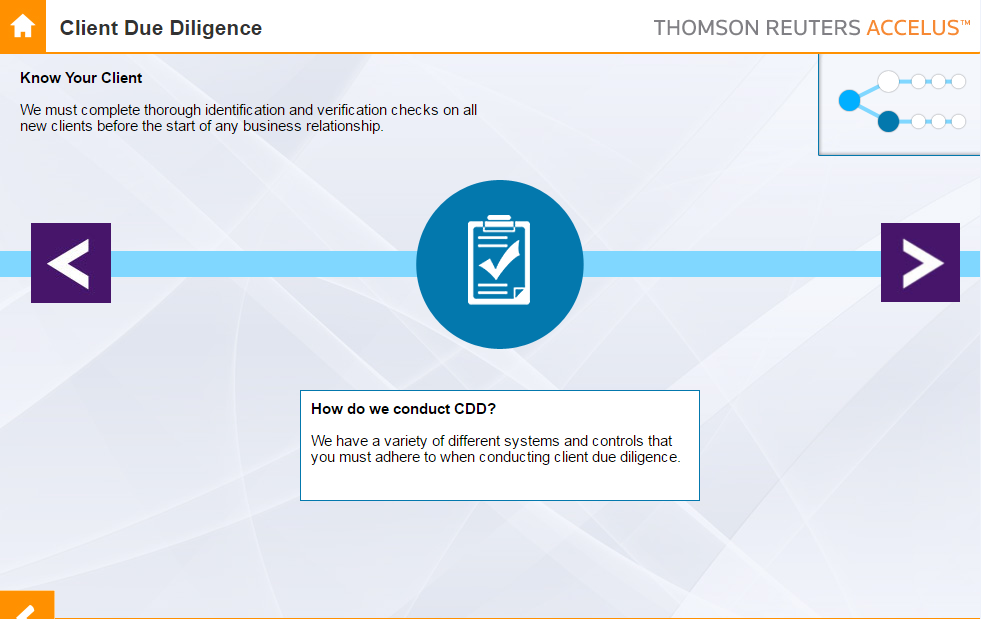 Client Due Diligence
THOMSON REUTERS ACCELUS™
Know Your Client
We must complete thorough identification and verification checks on all
new clients before the start of any business relationship.
How do we conduct CDD?
We have a variety of different systems and controls that
you must adhere to when conducting client due diligence.